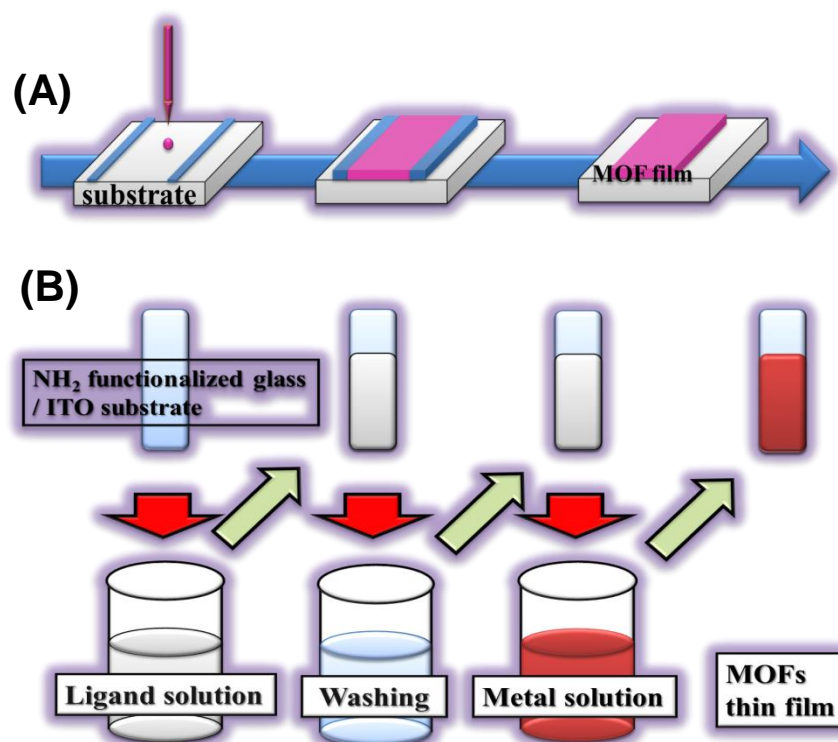 (A)
substrate
MOF film
(B)
NH₂ functionalized glass
/ ITO substrate
Ligand solution
Washing
Metal solution
MOFs
thin film